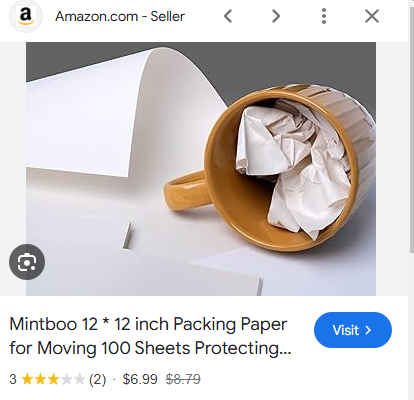 a
Amazon.com - Seller
Mintboo 12 * 12 inch Packing Paper
for Moving 100 Sheets Protecting...
Visit
3 (2) · $6.99 $8.79